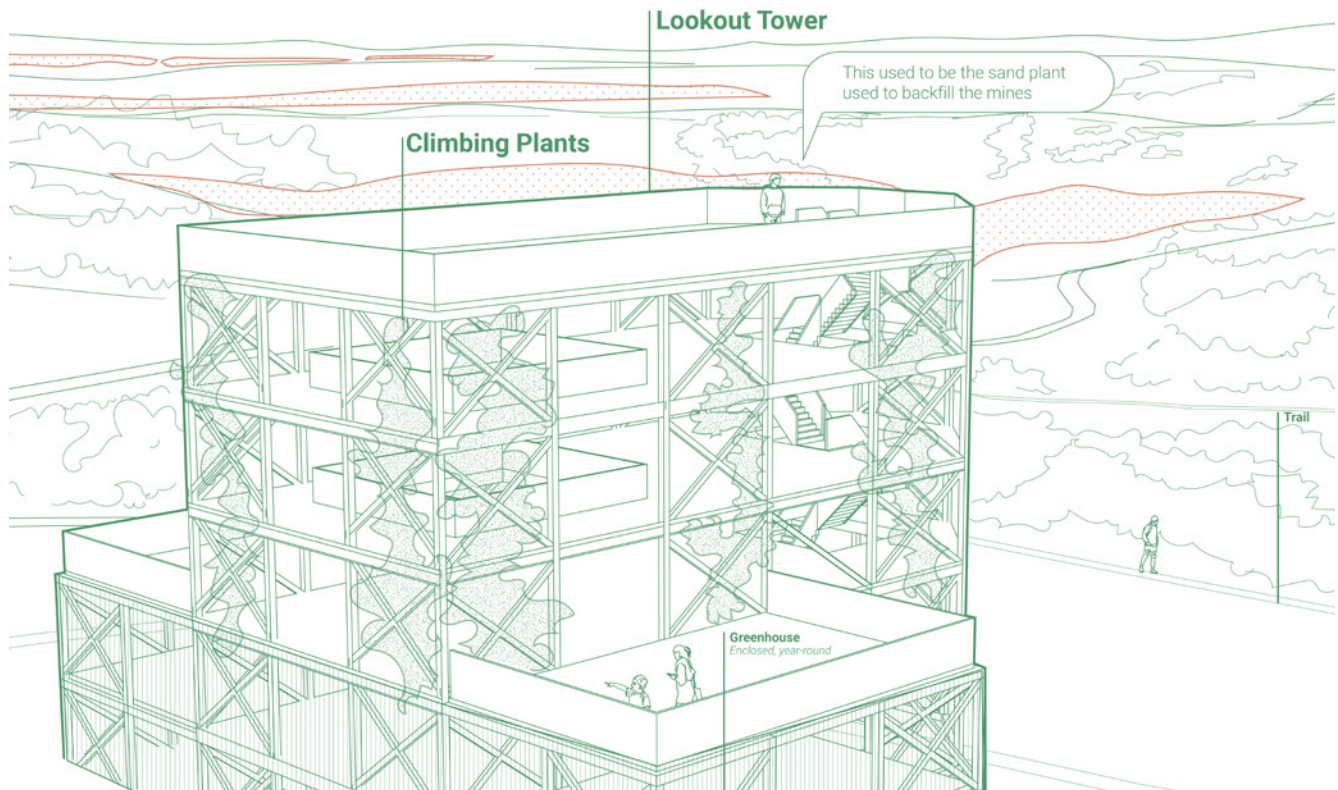 Lookout Tower
This used to be the sand plant
used to backfill the mines
Climbing Plants
Trail
Greenhouse
Enclosed, year-round